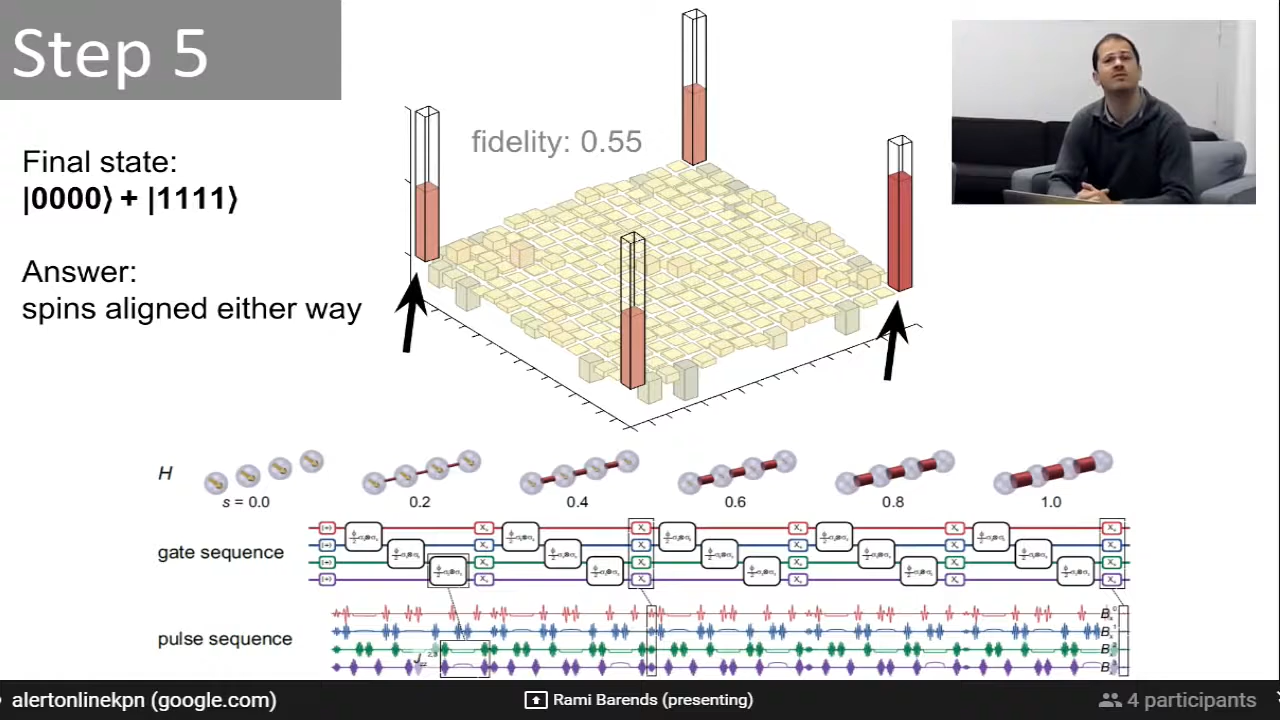 Step 5
fidelity: 0.55
Final state:
|0000⟩ + |1111⟩
Answer:
spins aligned either way
H
s = 0.0
0.2
0.4
0.6
0.8
1.0
gate sequence
pulse sequence
alertonlinekpn (google.com)
Rami Barends (presenting)
4 participants